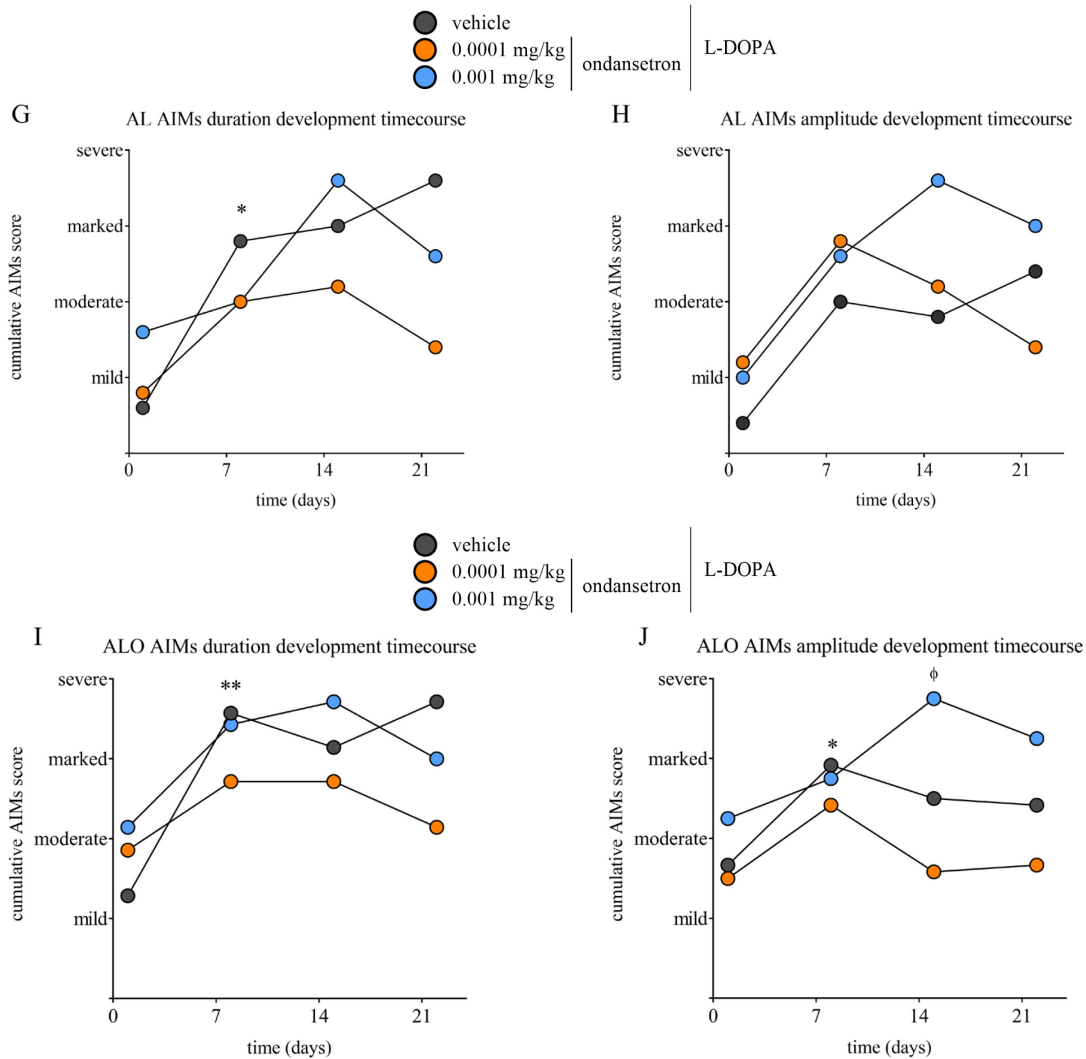 vehicle
0.0001 mg/kg
0.001 mg/kg
ondansetron
L-DOPA
G
AL AIMs duration development timecourse
severe
marked
moderate
mild
cumulative AIMs score
*
0 7 14 21
time (days)
H
AL AIMs amplitude development timecourse
severe
marked
moderate
mild
cumulative AIMs score
0 7 14 21
time (days)
vehicle
0.0001 mg/kg
0.001 mg/kg
ondansetron
L-DOPA
I
ALO AIMs duration development timecourse
severe
marked
moderate
mild
cumulative AIMs score
**
0 7 14 21
time (days)
J
ALO AIMs amplitude development timecourse
severe
marked
moderate
mild
cumulative AIMs score
ϕ
*
0 7 14 21
time (days)